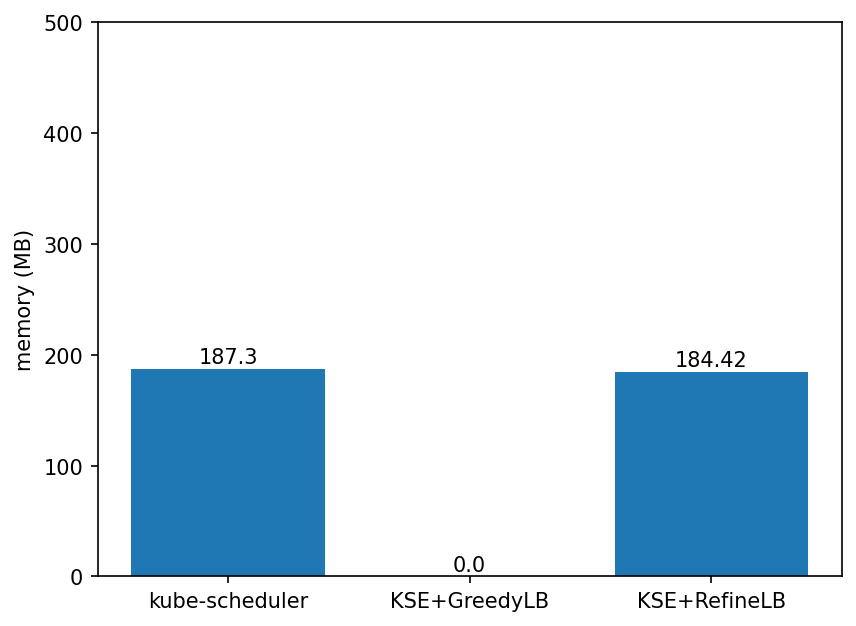 500
400
300
200
100
0
memory (MB)
187.3
0.0
184.42
kube-scheduler
KSE+GreedyLB
KSE+RefineLB